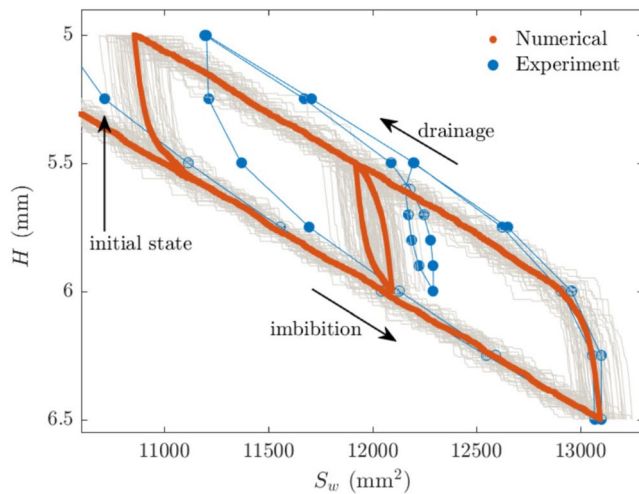 5
5.5
6
6.5
H (mm)
Numerical
Experiment
drainage
initial state
imbibition
11000 11500 12000 12500 13000
S_w (mm²)